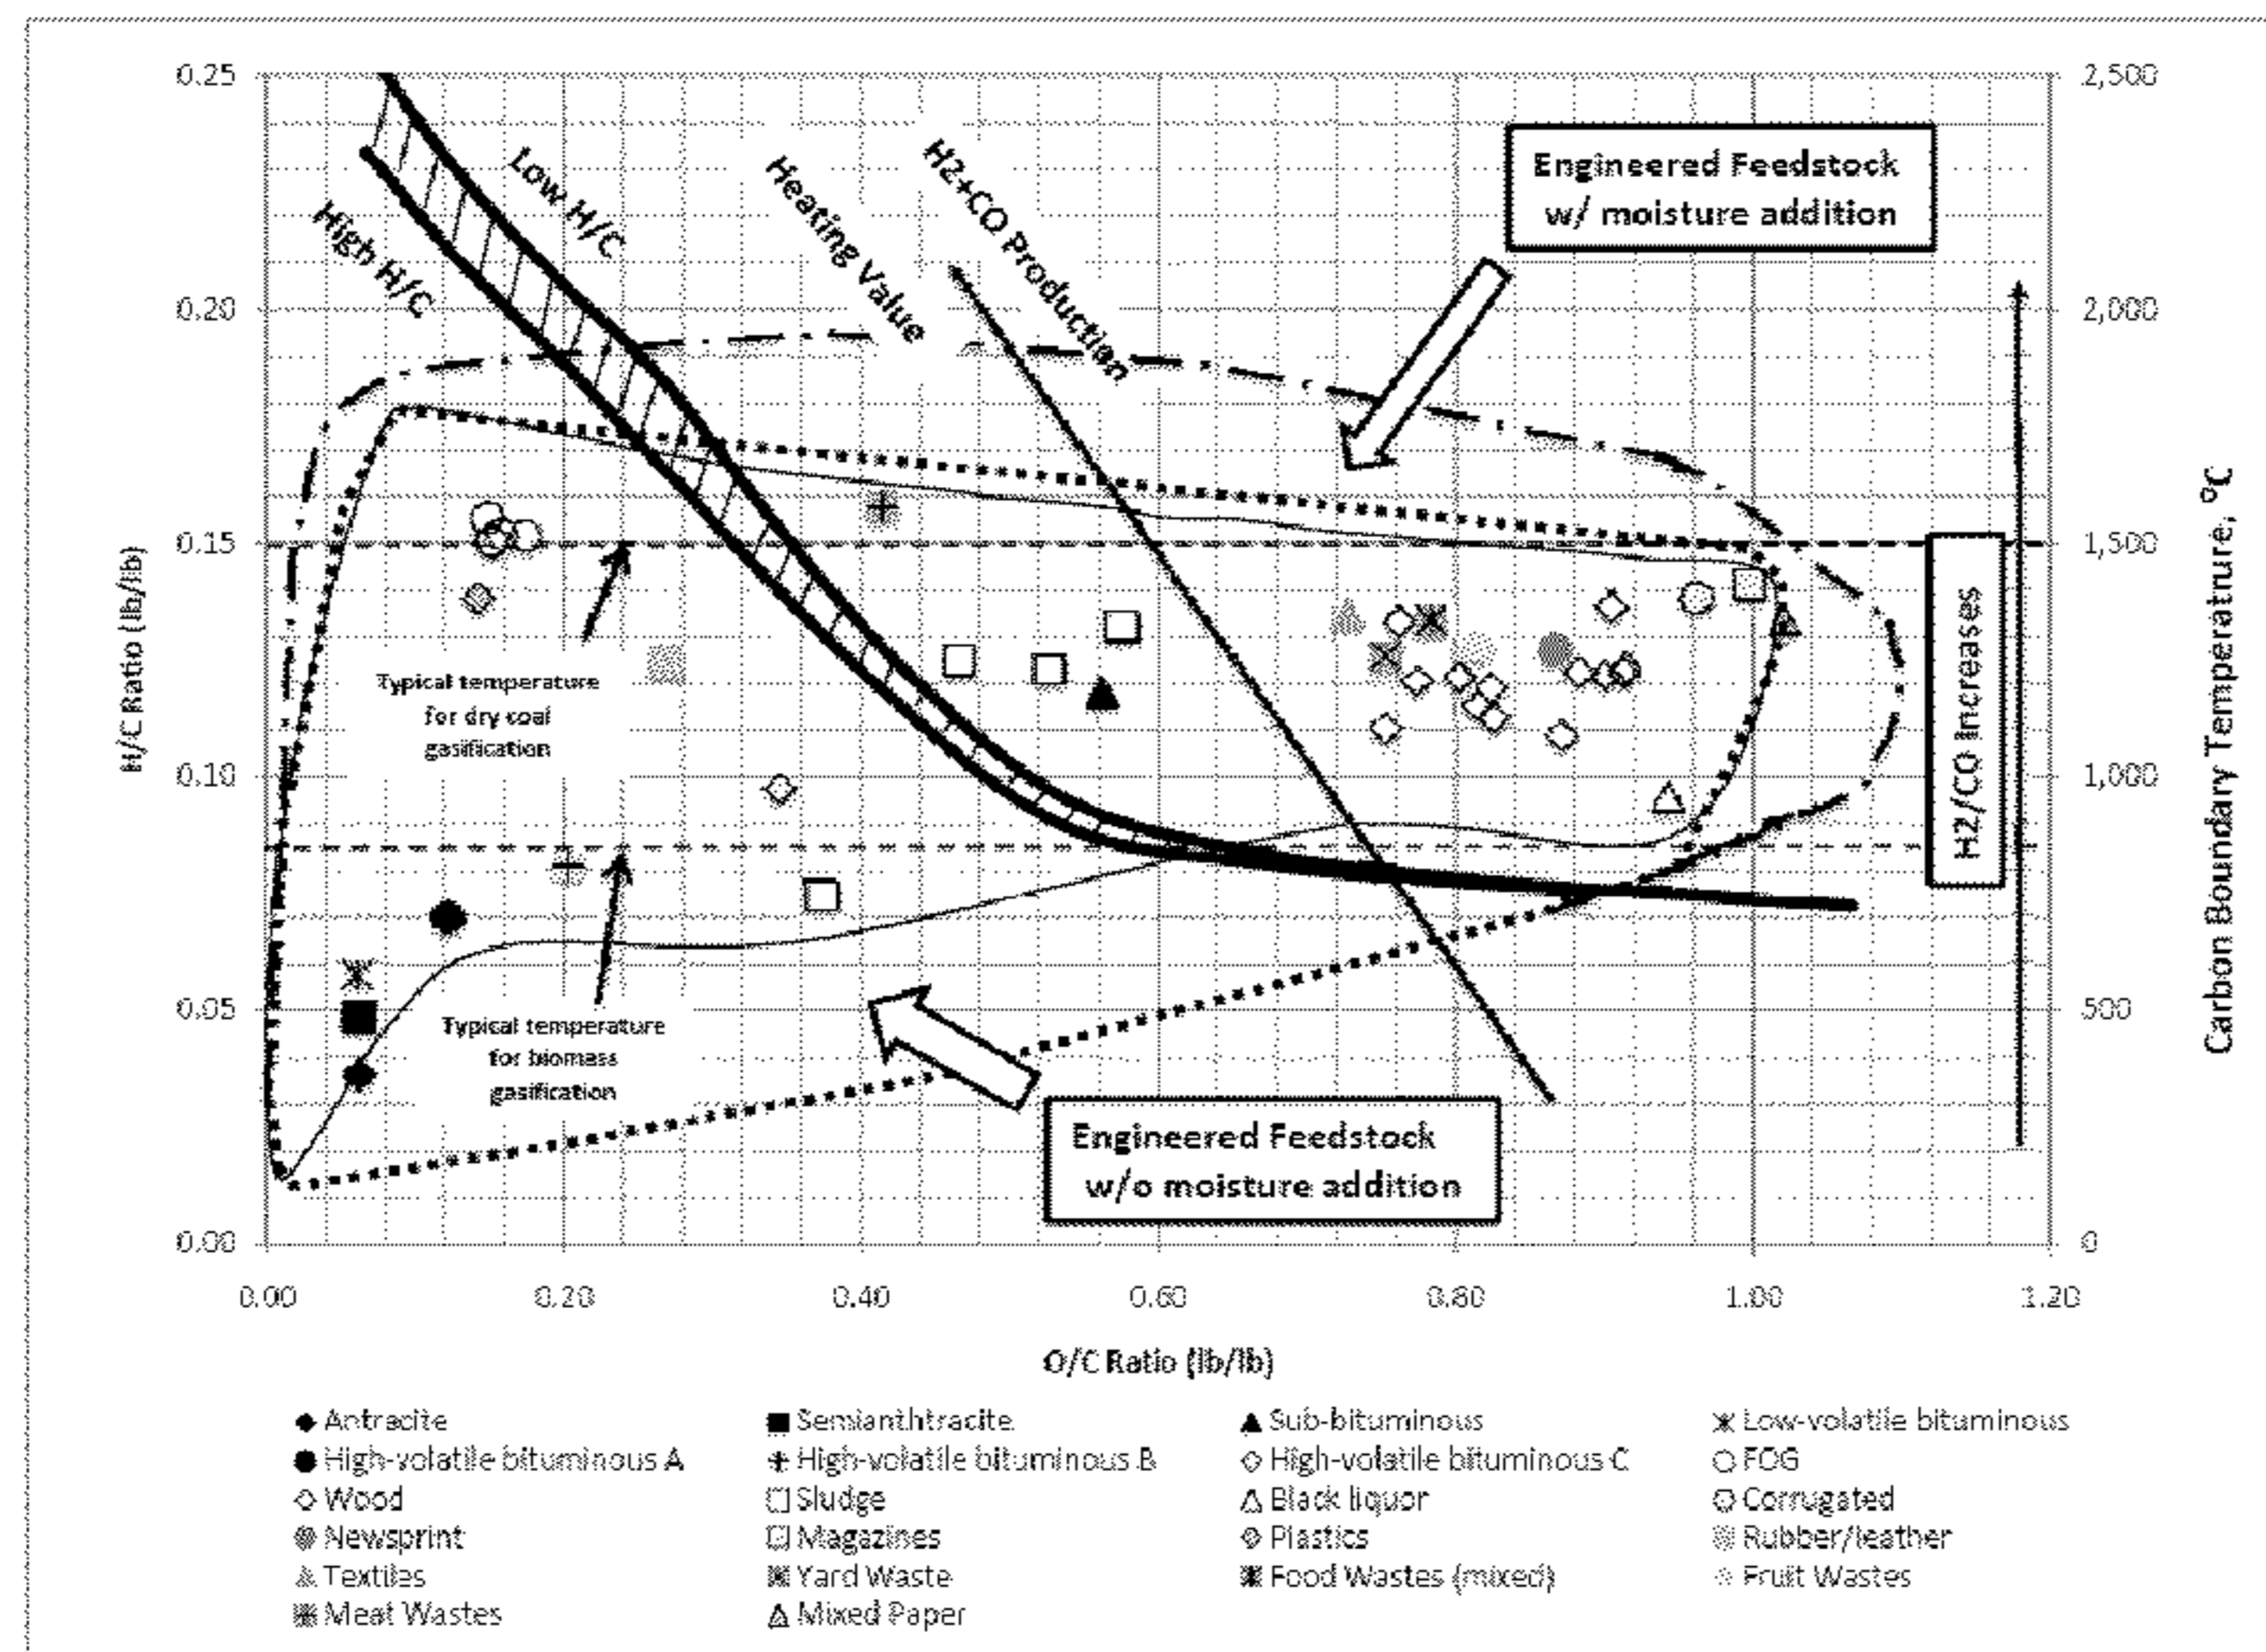 0.25
0.20
0.15
0.10
0.05
0.00
H/C Ratio (lb/lb)
2,500
2,000
1,500
1,000
500
0
Carbon Boundary Temperature, °C
0.00 0.20 0.40 0.60 0.80 1.00 1.20
O/C Ratio (lb/lb)
Low H/C
High H/C
Heating Value
H2+CO Production
Engineered Feedstock
w/ moisture addition
H2/CO Increases
Typical temperature
for dry coal
gasification
Typical temperature
for biomass
gasification
Engineered Feedstock
w/o moisture addition
Antracite Semianthtracite Sub-bituminous Low-volatile bituminous
High-volatile bituminous A High-volatile bituminous B High-volatile bituminous C FOG
Wood Sludge Black liquor Corrugated
Newsprint Magazines Plastics Rubber/leather
Textiles Yard Waste Food Wastes (mixed) Fruit Wastes
Meat Wastes Mixed Paper